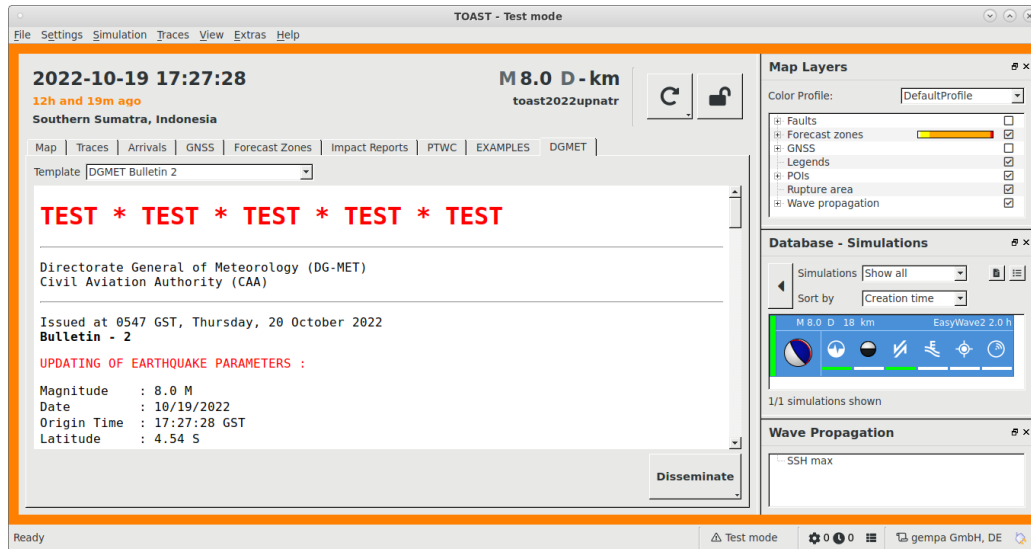 TOAST - Test mode
File Settings Simulation Traces View Extras Help
2022-10-19 17:27:28
12h and 19m ago
Southern Sumatra, Indonesia
M 8.0 D - km
toast2022upnatr
Map Traces Arrivals GNSS Forecast Zones Impact Reports PTWC EXAMPLES DGMET
Template DGMET Bulletin 2
TEST * TEST * TEST * TEST * TEST
Directorate General of Meteorology (DG-MET)
Civil Aviation Authority (CAA)
Issued at 0547 GST, Thursday, 20 October 2022
Bulletin - 2
UPDATING OF EARTHQUAKE PARAMETERS :
Magnitude : 8.0 M
Date : 10/19/2022
Origin Time : 17:27:28 GST
Latitude : 4.54 S
Disseminate
Map Layers
Color Profile: DefaultProfile
Faults
Forecast zones
GNSS
Legends
POIs
Rupture area
Wave propagation
Database - Simulations
Simulations Show all
Sort by Creation time
M 8.0 D 18 km EasyWave2 2.0 h
1/1 simulations shown
Wave Propagation
SSH max
Ready
Test mode
0 0
gempa GmbH, DE